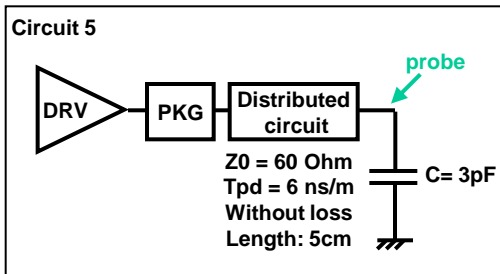 Circuit 5
probe
DRV
PKG
Distributed
circuit
Z0 = 60 Ohm
Tpd = 6 ns/m
Without loss
Length: 5cm
C= 3pF